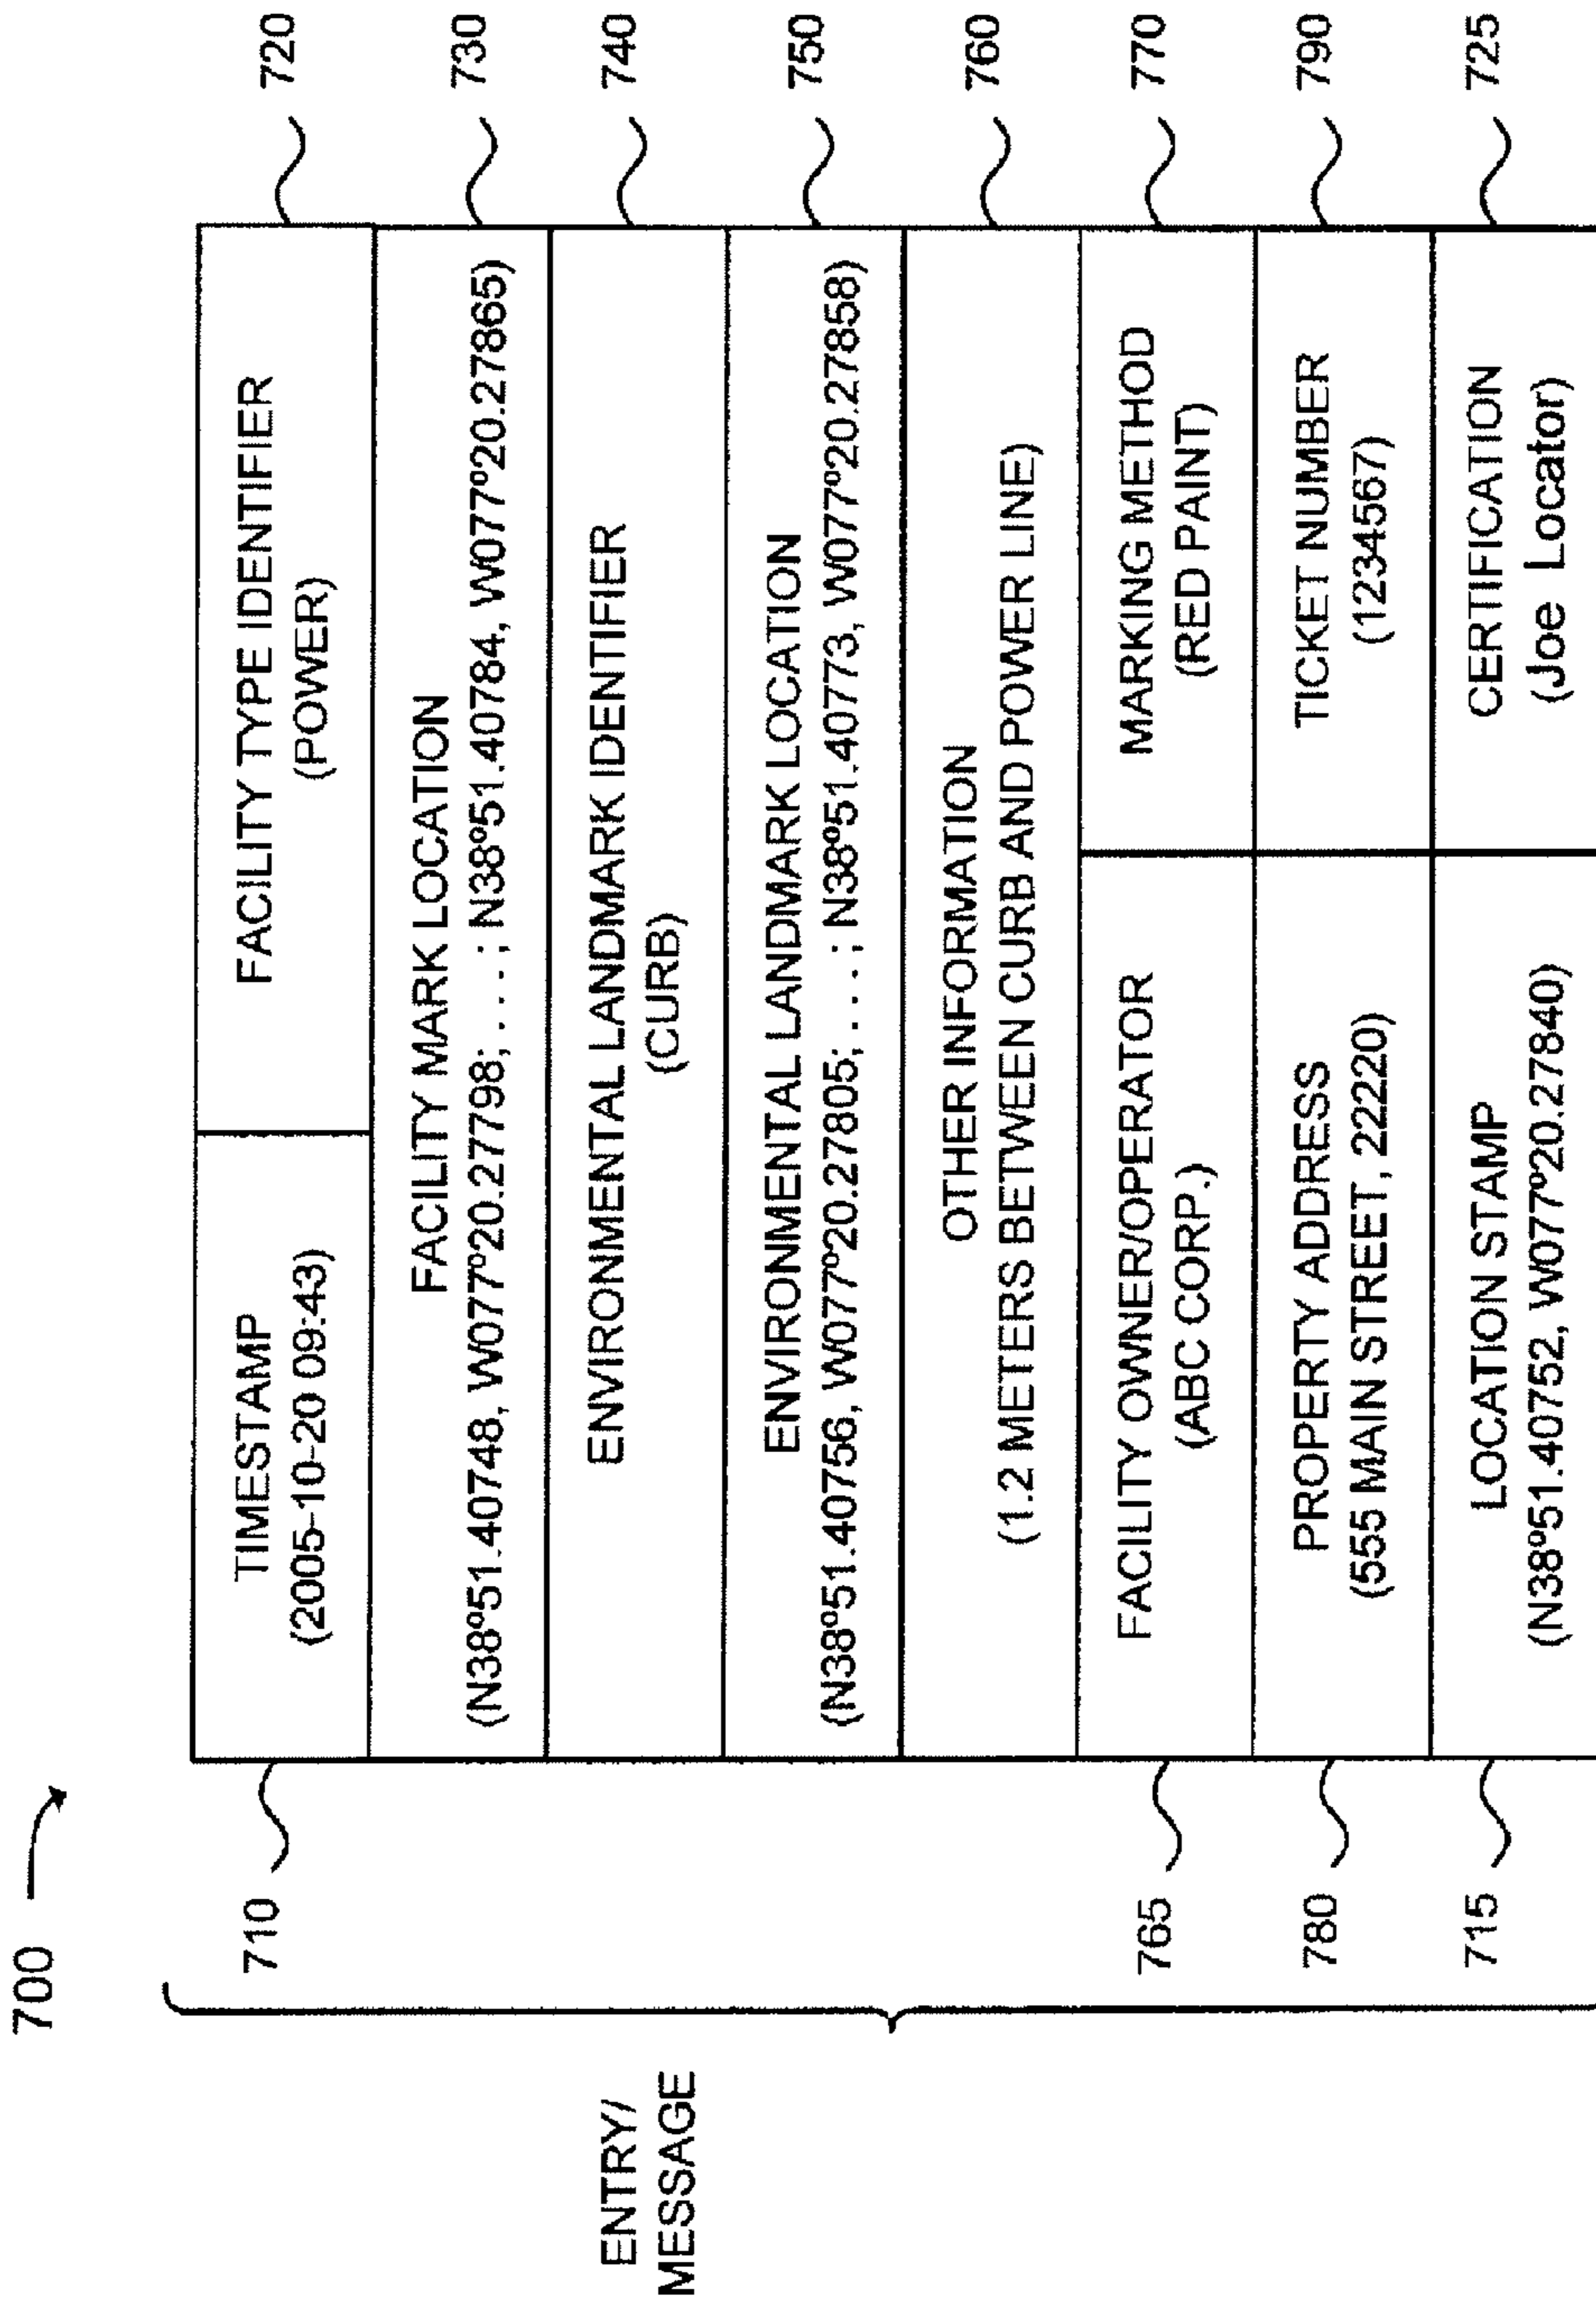 700
ENTRY/
MESSAGE
710
TIMESTAMP
(2005-10-20 09:43)
FACILITY TYPE IDENTIFIER
(POWER)
720
FACILITY MARK LOCATION
(N38°51.40748, W077°20.27798; . . . ; N38°51.40784, W077°20.27865)
730
ENVIRONMENTAL LANDMARK IDENTIFIER
(CURB)
740
ENVIRONMENTAL LANDMARK LOCATION
(N38°51.40756, W077°20.27805; . . . ; N38°51.40773, W077°20.27858)
750
OTHER INFORMATION
(1.2 METERS BETWEEN CURB AND POWER LINE)
760
765
FACILITY OWNER/OPERATOR
(ABC CORP.)
MARKING METHOD
(RED PAINT)
770
780
PROPERTY ADDRESS
(555 MAIN STREET, 22220)
TICKET NUMBER
(1234567)
790
715
LOCATION STAMP
(N38°51.40752, W077°20.27840)
CERTIFICATION
(Joe Locator)
725